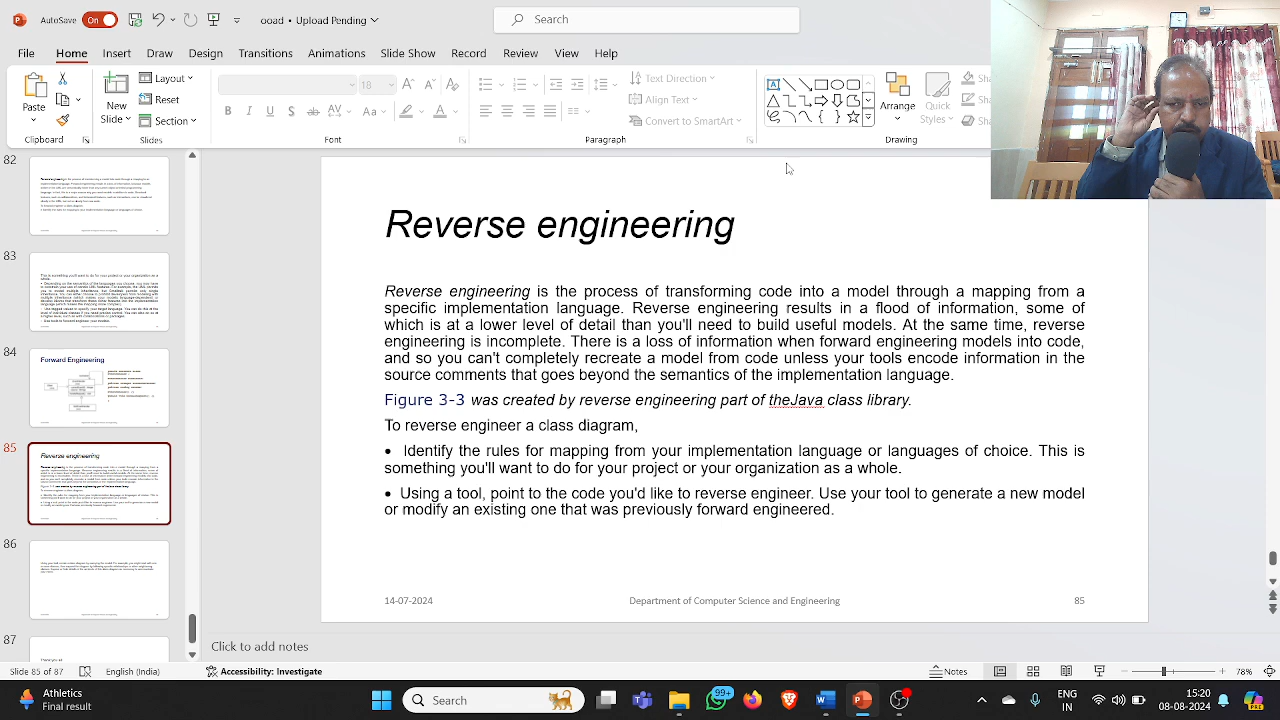 AutoSave
Off
Search
File
Home
Insert
Draw
Design
Transitions
Animations
Slide Show
Record
Review
View
Help
Paste
New
Slide
Layout
Reset
Section
B I U S ab AV Aa A
Text Direction
Align Text
Convert to SmartArt
Arrange
Quick
Styles
Sha
Sha
Sha
Clipboard
Slides
Font
Paragraph
Drawing
82
83
84
Forward Engineering
85
Reverse engineering
86
87
Reverse engineering
Reverse engineering is the process of transforming code into a model through a mapping from a
specific implementation language. Reverse engineering results in a flood of information, some of
which is at a lower level of detail than you'll need to build useful models. At the same time, reverse
engineering is incomplete. There is a loss of information when forward engineering models into code,
and so you can't completely recreate a model from code unless your tools encode information in the
source comments that goes beyond the semantics of the implementation language.
Figure 3-3 was created by reverse engineering part of theJava class library.
To reverse engineer a class diagram,
• Identify the rules for mapping from your implementation language or languages of choice. This is
something you'll want to do for your project or your organization as a whole.
• Using a tool, point to the code you'd like to reverse engineer. Use your tool to generate a new model
or modify an existing one that was previously forward engineered.
14-07-2024
Department of Computer Science and Engineering
85
Click to add notes
Slide 85 of 87
English (India)
Accessibility: Investigate
Notes
78%
Athletics
Final result
Search
99+
ENG
IN
15:20
08-08-2024